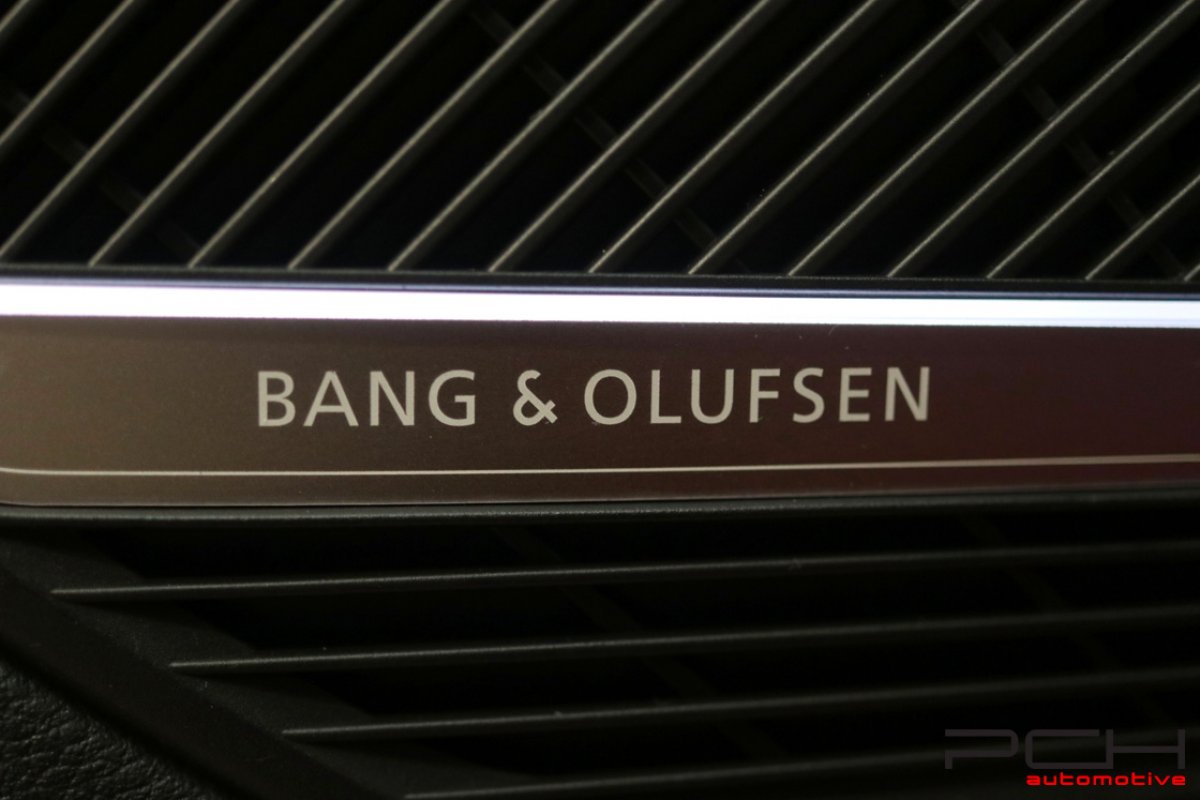 BANG & OLUFSEN
PCH
automotive